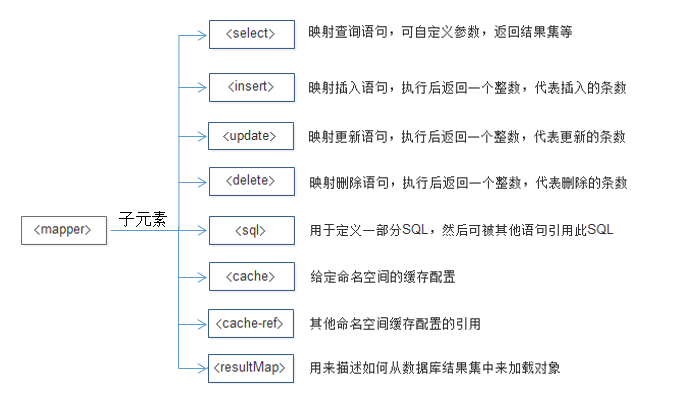 <select> 映射查询语句，可自定义参数，返回结果集等
<insert> 映射插入语句，执行后返回一个整数，代表插入的条数
<update> 映射更新语句，执行后返回一个整数，代表更新的条数
<delete> 映射删除语句，执行后返回一个整数，代表删除的条数
<mapper> 子元素
<sql> 用于定义一部分SQL，然后可被其他语句引用此SQL
<cache> 给定命名空间的缓存配置
<cache-ref> 其他命名空间缓存配置的引用
<resultMap> 用来描述如何从数据库结果集中来加载对象